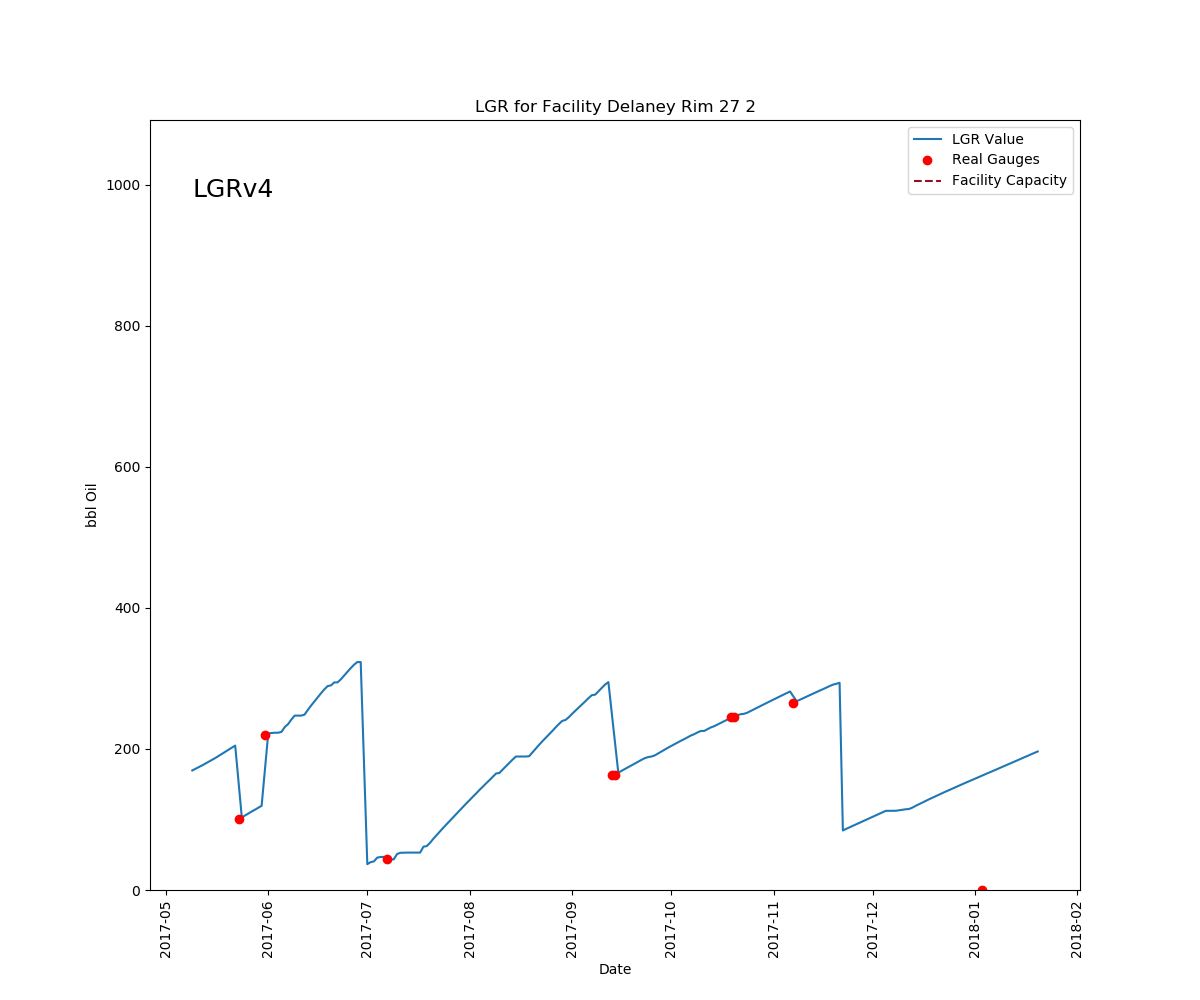 LGR for Facility Delaney Rim 27 2
LGR Value
Real Gauges
Facility Capacity
LGRv4
1000
800
600
400
200
0
bbl Oil
2017-05
2017-06
2017-07
2017-08
2017-09
2017-10
2017-11
2017-12
2018-01
2018-02
Date